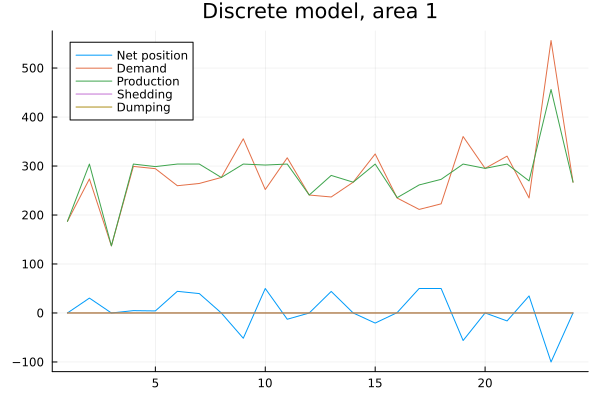 Discrete model, area 1
Net position
Demand
Production
Shedding
Dumping
500
400
300
200
100
0
−100
5
10
15
20